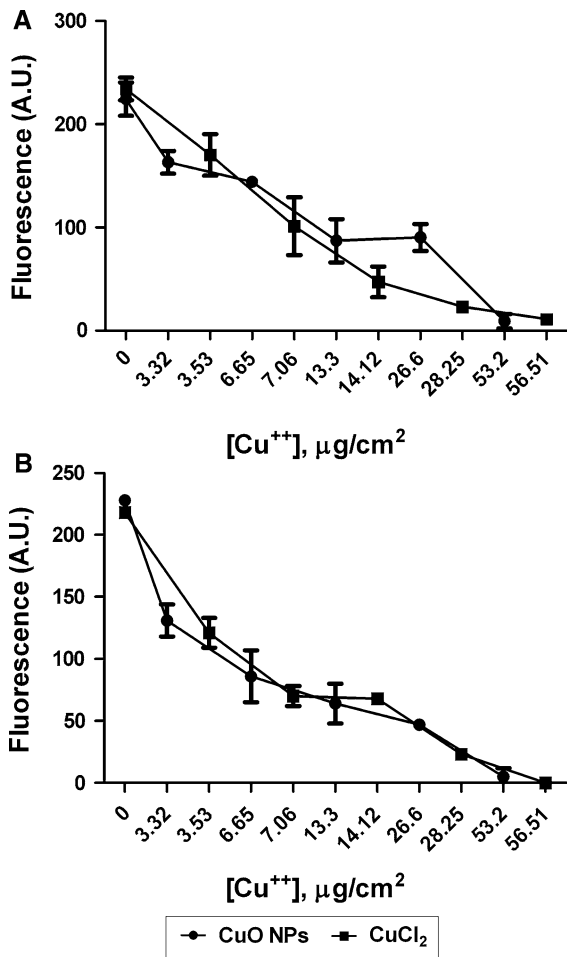 A
Fluorescence (A.U.)
300
200
100
0
0 3.32 3.53 6.65 7.06 13.3 14.12 26.6 28.25 53.2 56.51
[Cu⁺⁺], μg/cm²
B
Fluorescence (A.U.)
250
200
150
100
50
0
0 3.32 3.53 6.65 7.06 13.3 14.12 26.6 28.25 53.2 56.51
[Cu⁺⁺], μg/cm²
CuO NPs CuCl₂